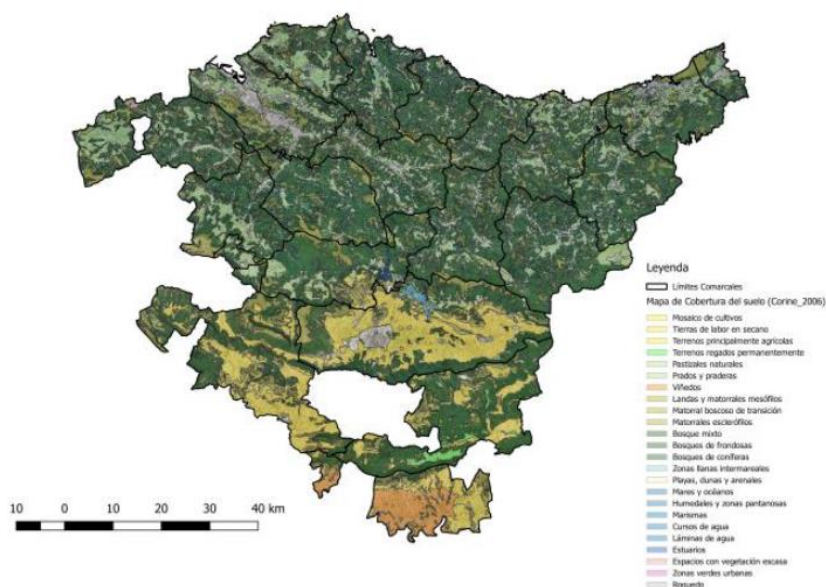 Leyenda
Límites Comarcales
Mapa de Cobertura del suelo (Corine_2006)
Mosaico de cultivos
Tierras de labor en secano
Terrenos principalmente agrícolas
Terrenos regados permanentemente
Pastizales naturales
Prados y praderas
Viñedos
Landas y matorrales mesófilos
Matorral boscoso de transición
Matorrales esclerófilos
Bosque mixto
Bosques de frondosas
Bosques de coníferas
Zonas llanas intermareales
Playas, dunas y arenales
Mares y océanos
Humedales y zonas pantanosas
Marismas
Cursos de agua
Láminas de agua
Estuarios
Espacios con vegetación escasa
Zonas verdes urbanas
Roquedo
10 0 10 20 30 40 km